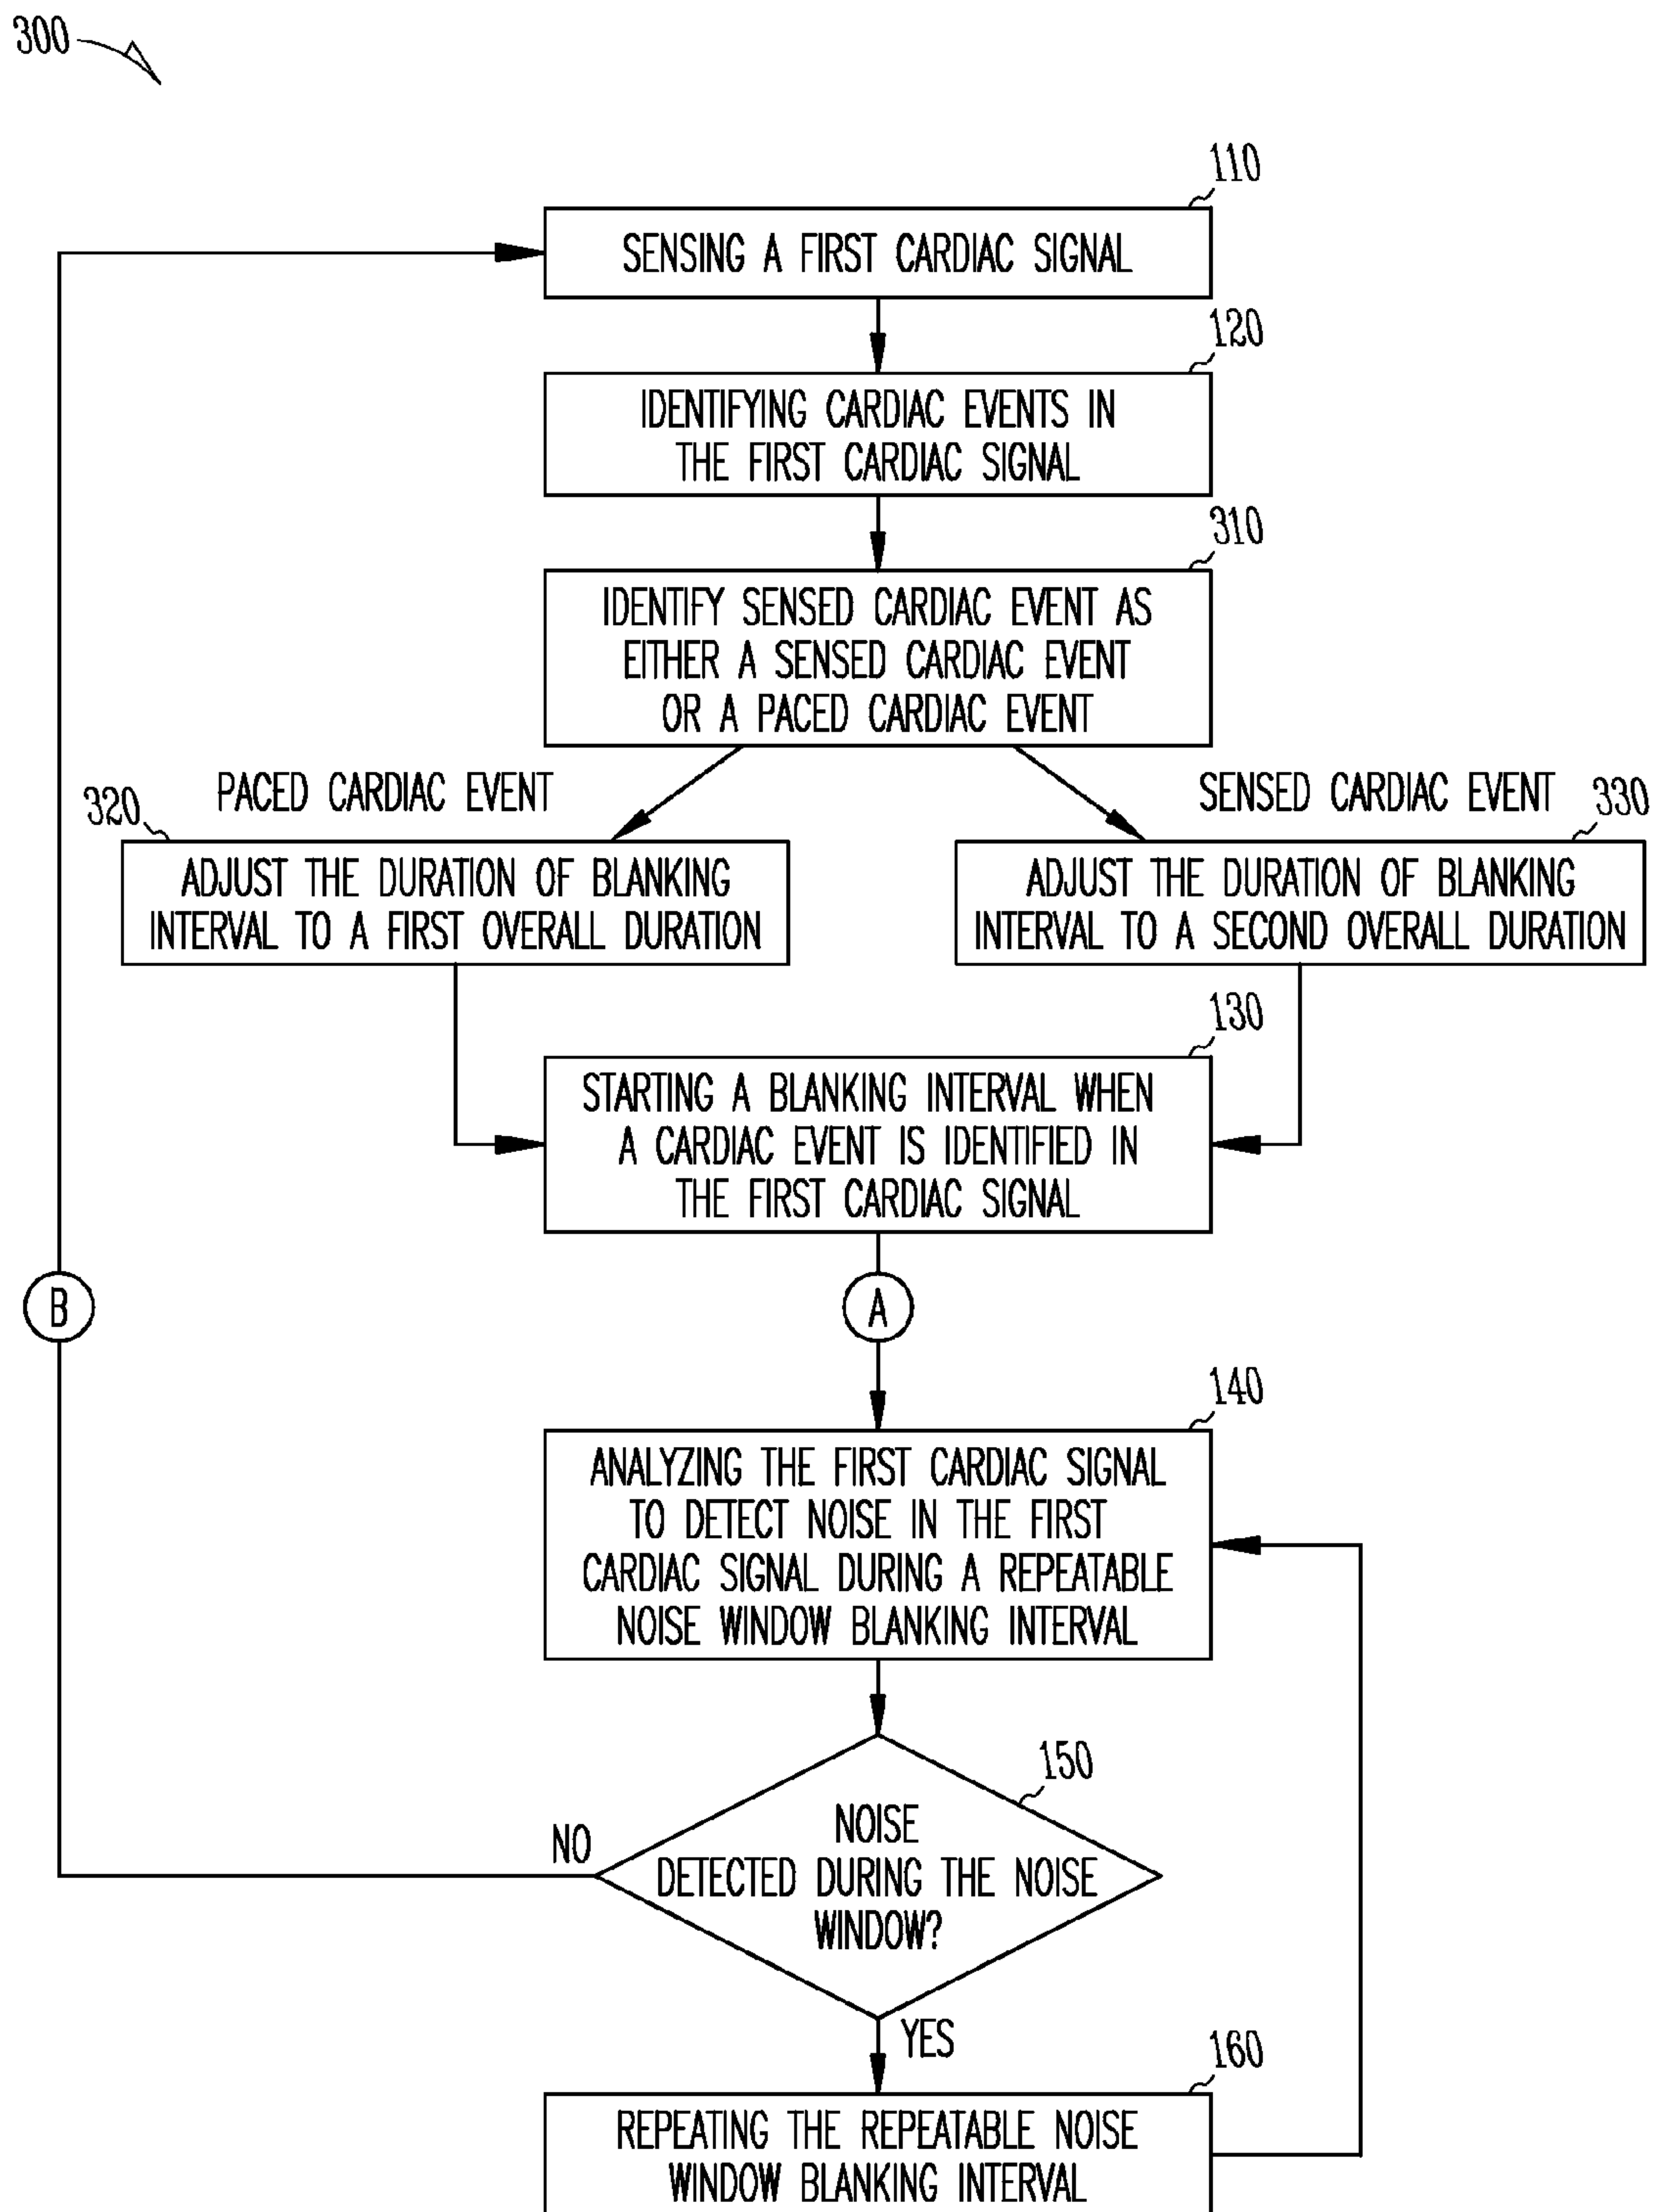 300
110
SENSING A FIRST CARDIAC SIGNAL
120
IDENTIFYING CARDIAC EVENTS IN
THE FIRST CARDIAC SIGNAL
310
IDENTIFY SENSED CARDIAC EVENT AS
EITHER A SENSED CARDIAC EVENT
OR A PACED CARDIAC EVENT
PACED CARDIAC EVENT
SENSED CARDIAC EVENT
320
330
ADJUST THE DURATION OF BLANKING
INTERVAL TO A FIRST OVERALL DURATION
ADJUST THE DURATION OF BLANKING
INTERVAL TO A SECOND OVERALL DURATION
130
STARTING A BLANKING INTERVAL WHEN
A CARDIAC EVENT IS IDENTIFIED IN
THE FIRST CARDIAC SIGNAL
B
A
140
ANALYZING THE FIRST CARDIAC SIGNAL
TO DETECT NOISE IN THE FIRST
CARDIAC SIGNAL DURING A REPEATABLE
NOISE WINDOW BLANKING INTERVAL
150
NO
NOISE
DETECTED DURING THE NOISE
WINDOW?
YES
160
REPEATING THE REPEATABLE NOISE
WINDOW BLANKING INTERVAL